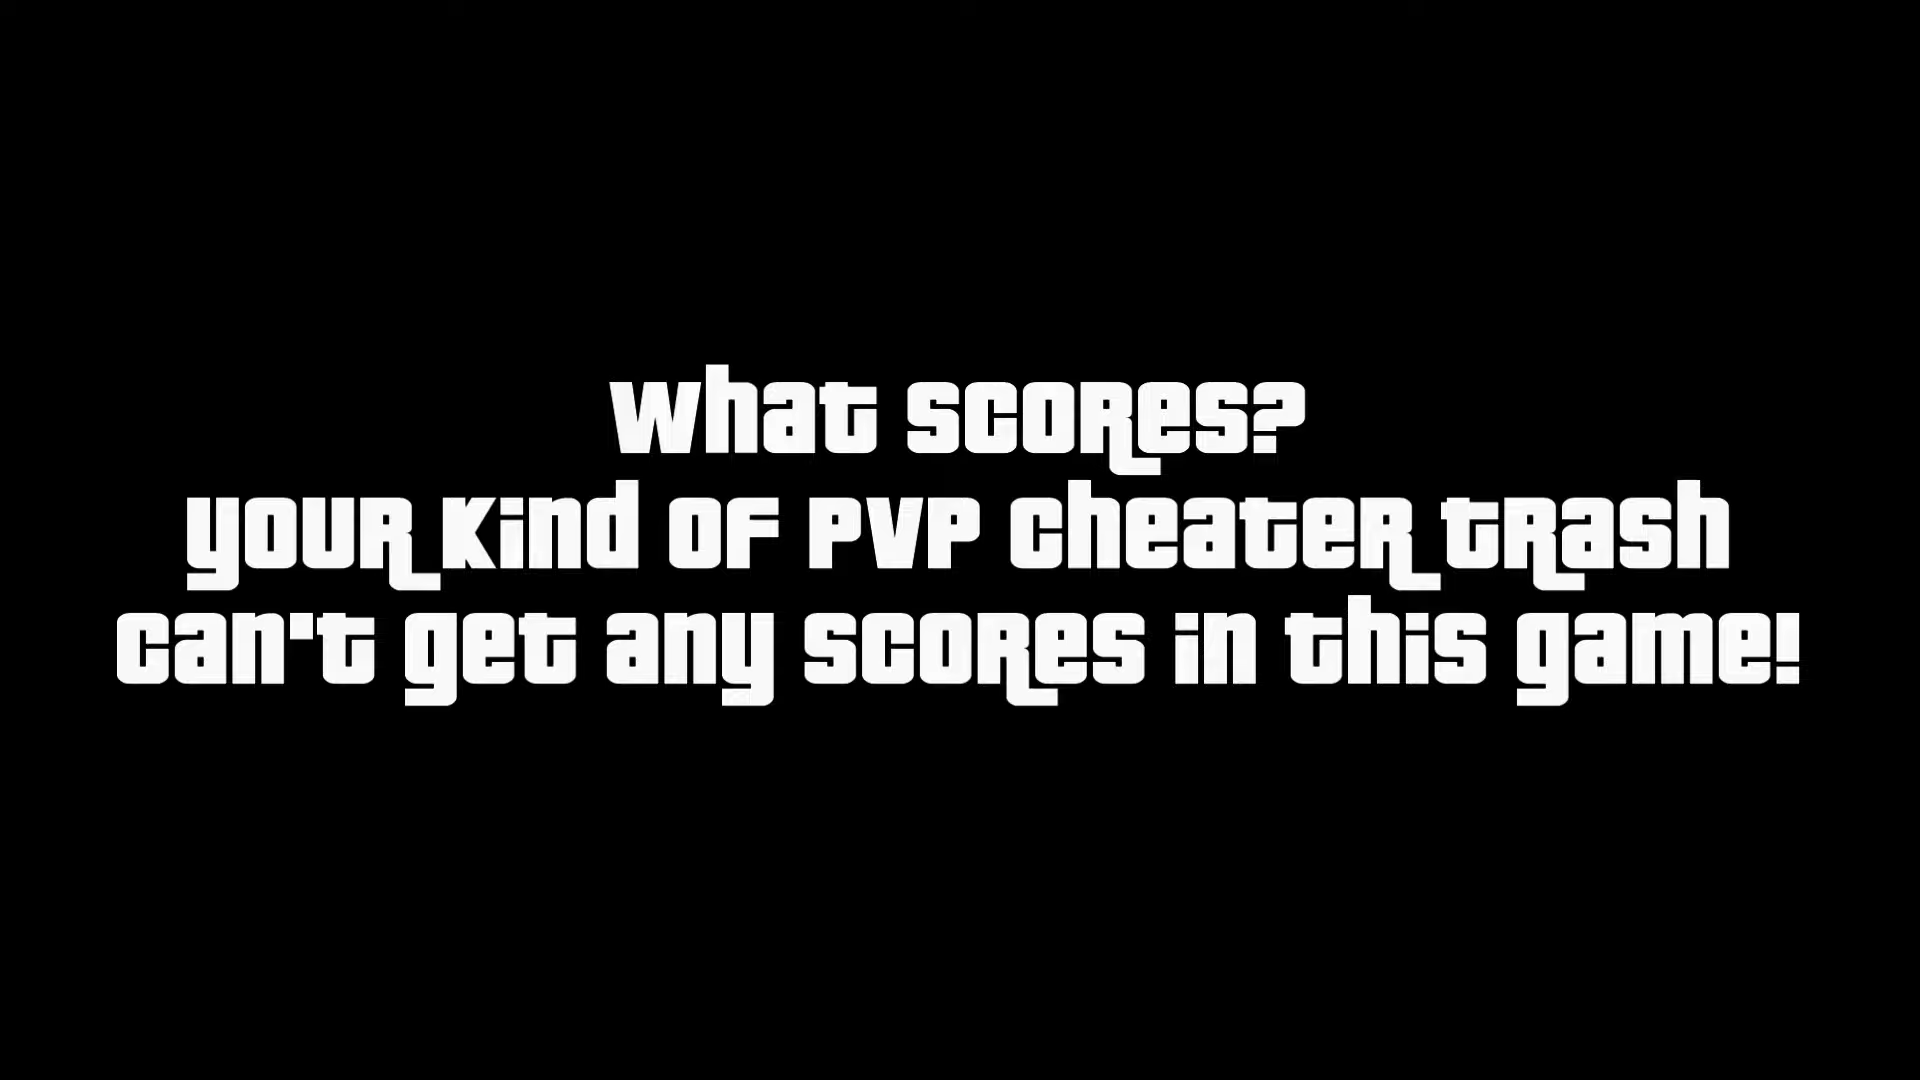 What scores?
your kind of PVP cheater trash
can't get any scores in this game!